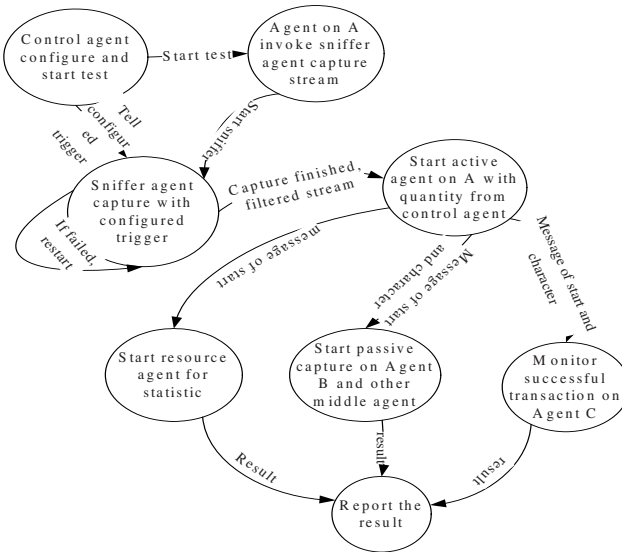 Control agent
configure and
start test
Start test
Agent on A
invoke sniffer
agent capture
stream
Tell
configur
ed
trigger
Start sniffer
Sniffer agent
capture with
configured
trigger
If failed,
restart
Capture finished,
filtered stream
Start active
agent on A with
quantity from
control agent
message of start
Message of start
and character
Message of start and
character
Start resource
agent for
statistic
Start passive
capture on Agent
B and other
middle agent
Monitor
successful
transaction on
Agent C
Result
result
result
Report the
result